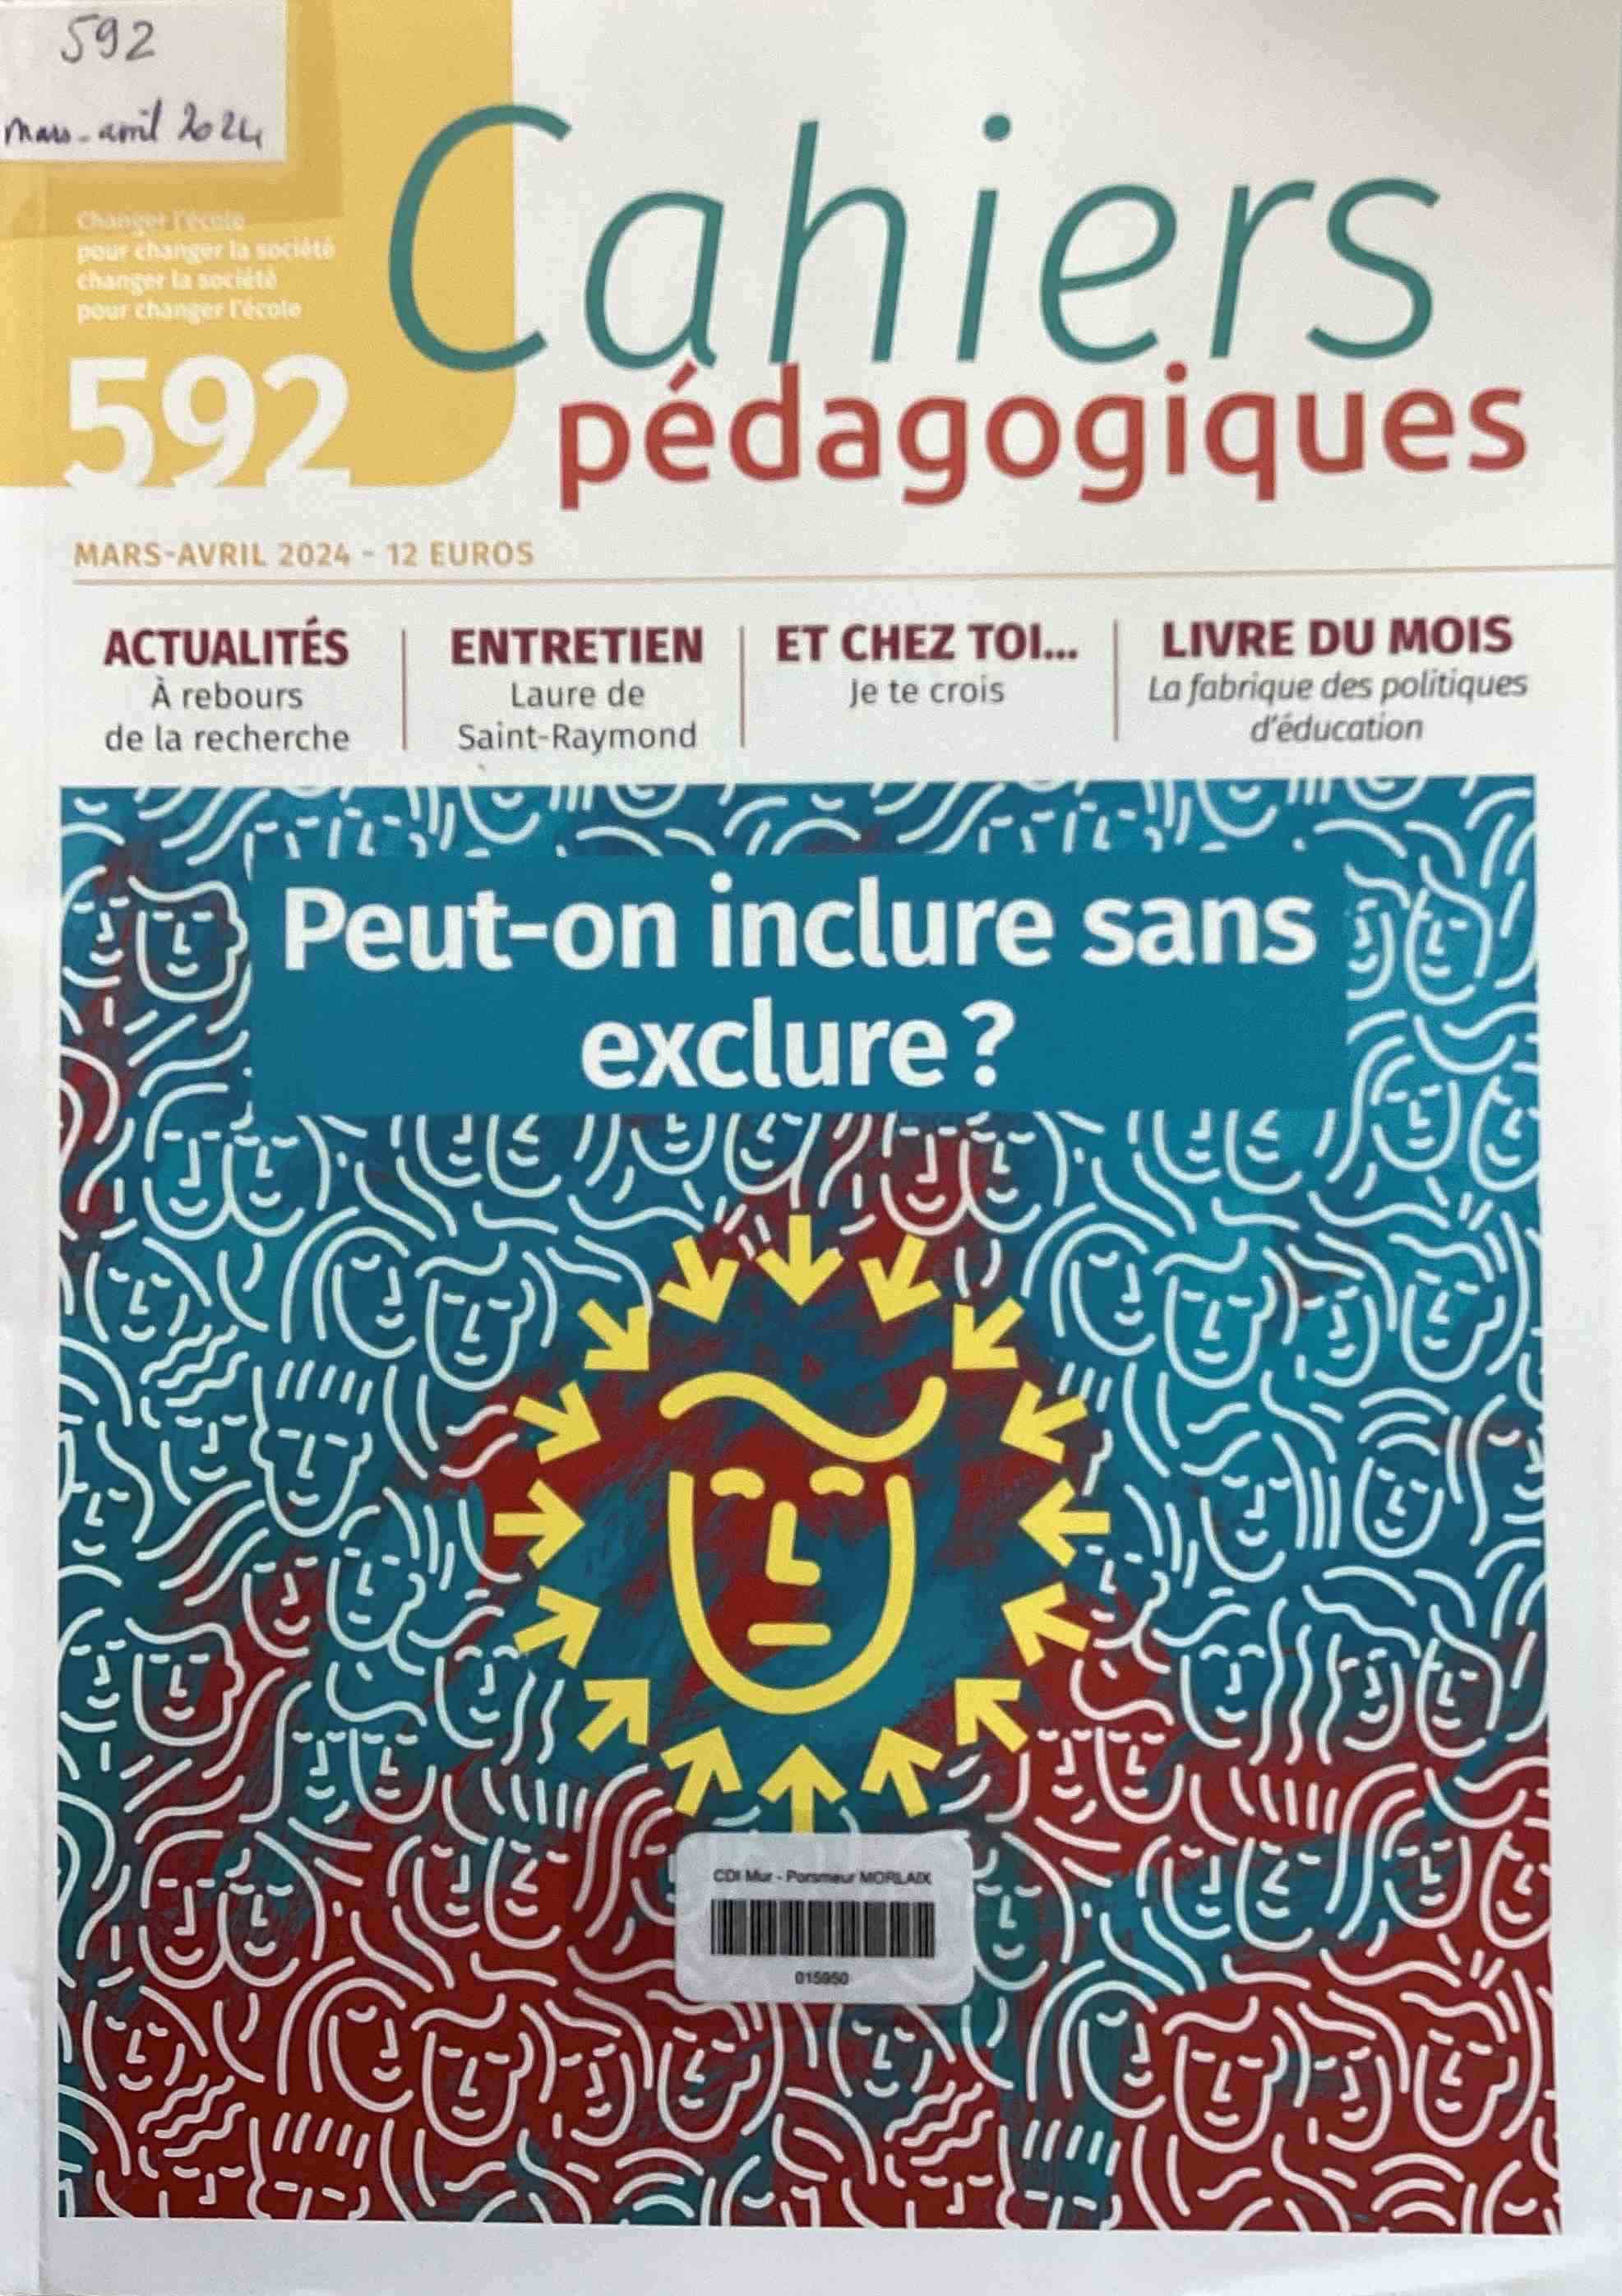 592
mars-avril 2024
Changer l'école
pour changer la société
changer la société
pour changer l'école
592
Cahiers
pédagogiques
MARS-AVRIL 2024 - 12 EUROS
ACTUALITÉS
À rebours
de la recherche
ENTRETIEN
Laure de
Saint-Raymond
ET CHEZ TOI...
Je te crois
LIVRE DU MOIS
La fabrique des politiques
d'éducation
Peut-on inclure sans
exclure ?
CDI Mur - Porsmeur MORLAIX
015950